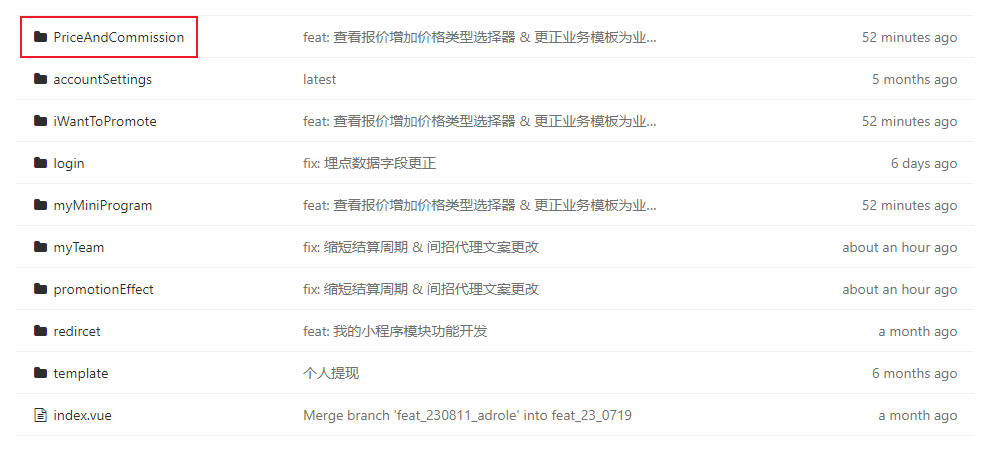 PriceAndCommission feat: 查看报价增加价格类型选择器 & 更正业务模板为业... 52 minutes ago
accountSettings latest 5 months ago
iWantToPromote feat: 查看报价增加价格类型选择器 & 更正业务模板为业... 52 minutes ago
login fix: 埋点数据字段更正 6 days ago
myMiniProgram feat: 查看报价增加价格类型选择器 & 更正业务模板为业... 52 minutes ago
myTeam fix: 缩短结算周期 & 间招代理文案更改 about an hour ago
promotionEffect fix: 缩短结算周期 & 间招代理文案更改 about an hour ago
redircet feat: 我的小程序模块功能开发 a month ago
template 个人提现 6 months ago
index.vue Merge branch 'feat_230811_adrole' into feat_23_0719 a month ago